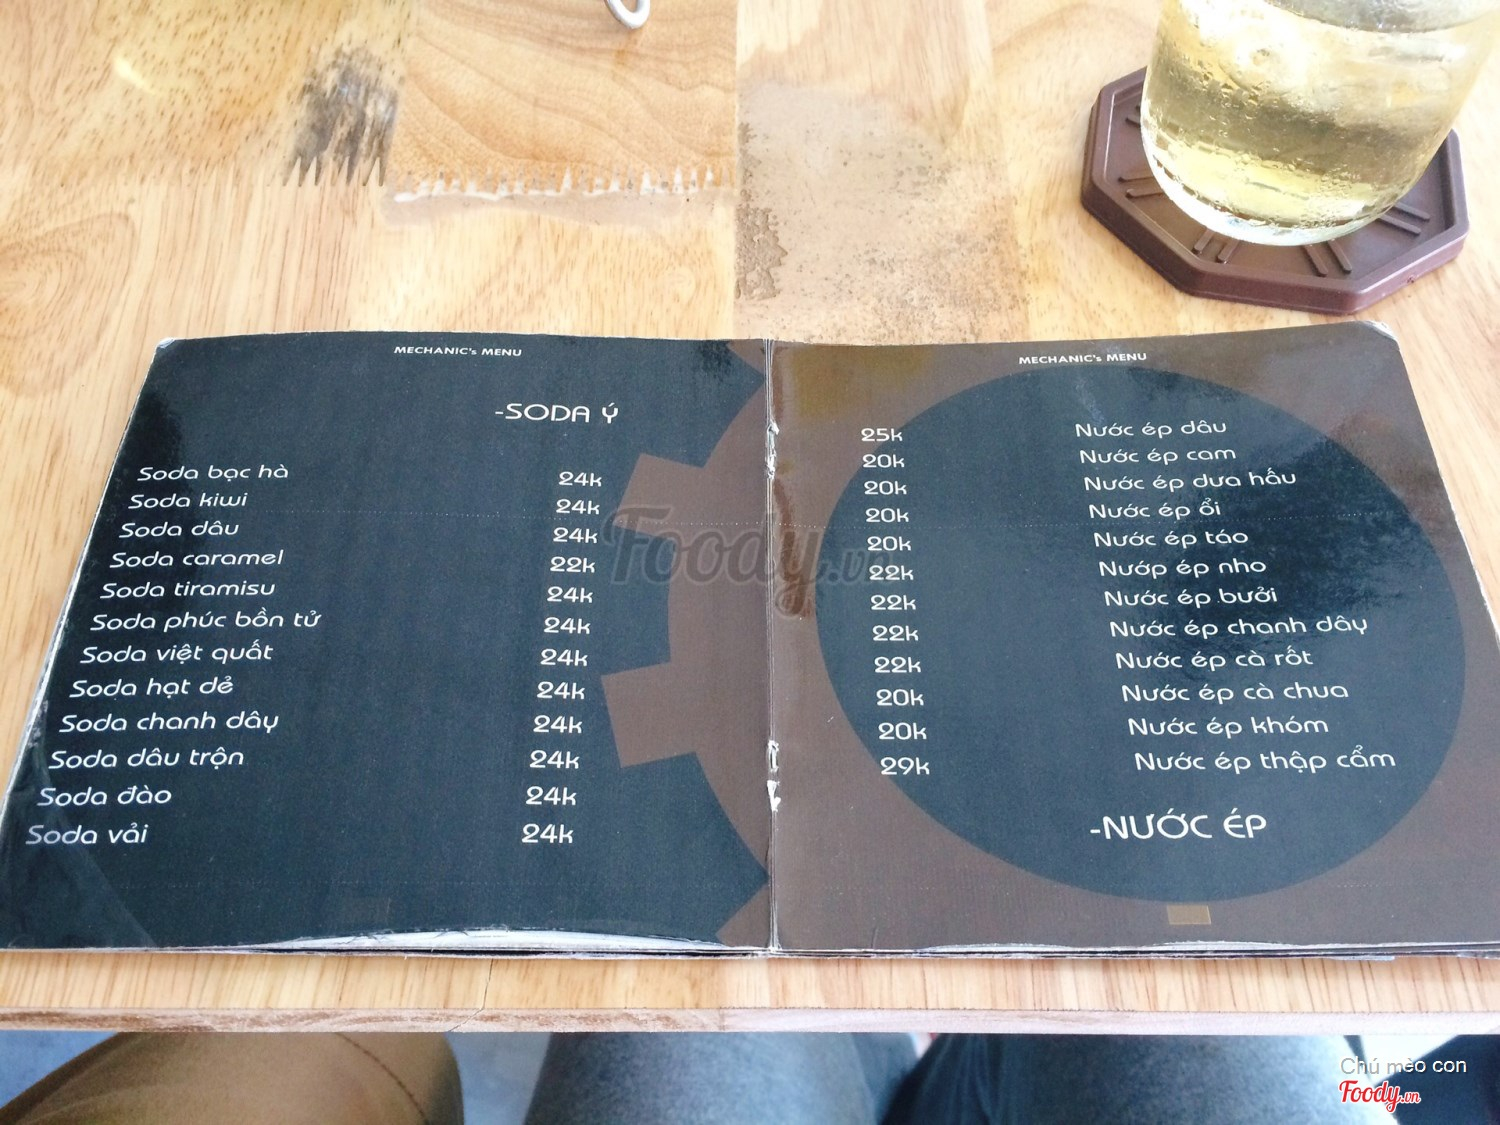 MECHANIC's MENU
-SODA Ý
Soda bạc hà 24k
Soda kiwi 24k
Soda dâu 24k
Soda caramel 22k
Soda tiramisu 24k
Soda phúc bồn tử 24k
Soda việt quất 24k
Soda hạt dẻ 24k
Soda chanh dây 24k
Soda dâu trộn 24k
Soda đào 24k
Soda vải 24k
MECHANIC's MENU
25k Nước ép dâu
20k Nước ép cam
20k Nước ép dưa hấu
20k Nước ép ổi
20k Nước ép táo
22k Nướp ép nho
22k Nước ép bưởi
22k Nước ép chanh dây
22k Nước ép cà rốt
20k Nước ép cà chua
20k Nước ép khóm
29k Nước ép thập cẩm
-NƯỚC ÉP
Foody.vn
Chú mèo con
Foody.vn